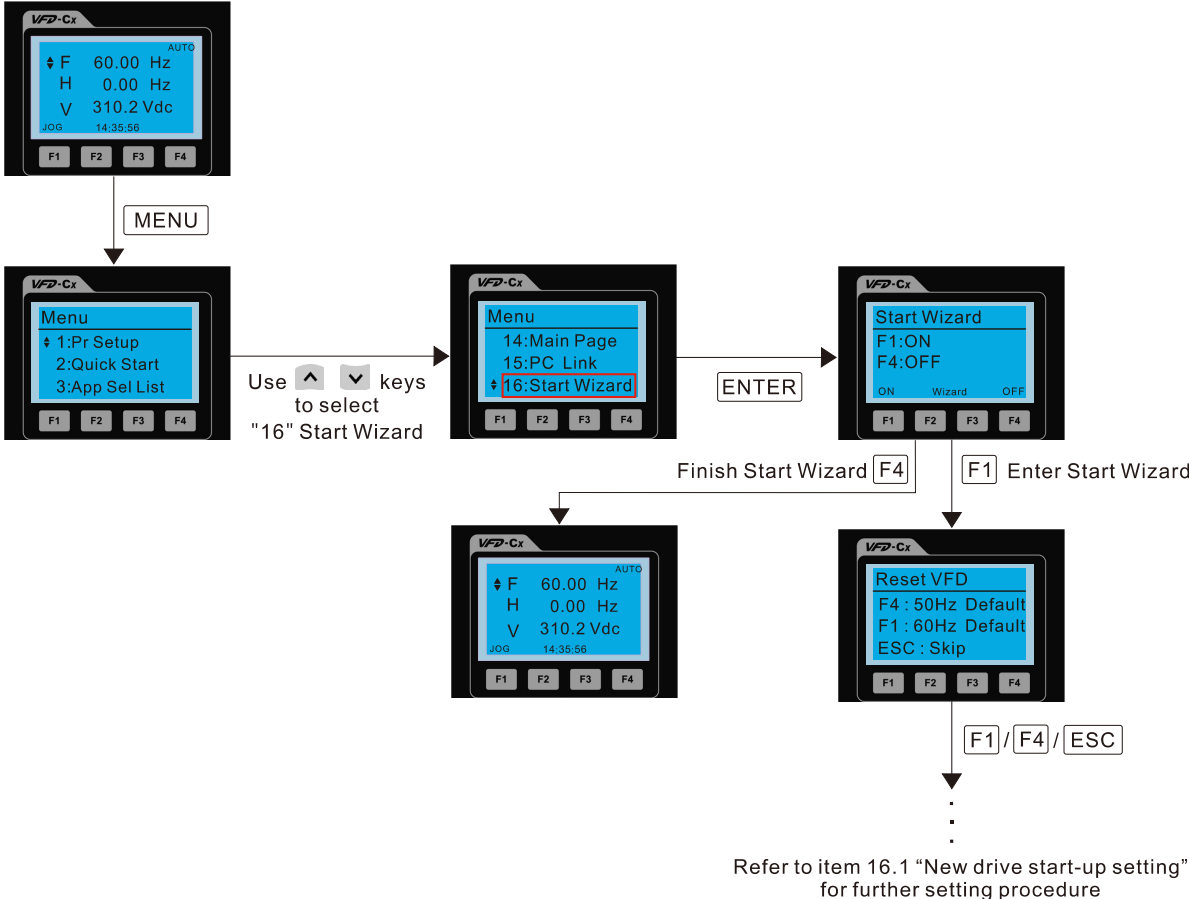 VFD-Cx
AUTO
F 60.00 Hz
H 0.00 Hz
V 310.2 Vdc
JOG 14:35:56
F1 F2 F3 F4
MENU
VFD-Cx
Menu
1:Pr Setup
2:Quick Start
3:App Sel List
F1 F2 F3 F4
Use keys
to select
"16" Start Wizard
VFD-Cx
Menu
14:Main Page
15:PC Link
16:Start Wizard
F1 F2 F3 F4
ENTER
VFD-Cx
Start Wizard
F1:ON
F4:OFF
ON Wizard OFF
F1 F2 F3 F4
Finish Start Wizard F4
F1 Enter Start Wizard
VFD-Cx
AUTO
F 60.00 Hz
H 0.00 Hz
V 310.2 Vdc
JOG 14:35:56
F1 F2 F3 F4
VFD-Cx
Reset VFD
F4 : 50Hz Default
F1 : 60Hz Default
ESC : Skip
F1 F2 F3 F4
F1 / F4 / ESC
Refer to item 16.1 “New drive start-up setting”
for further setting procedure